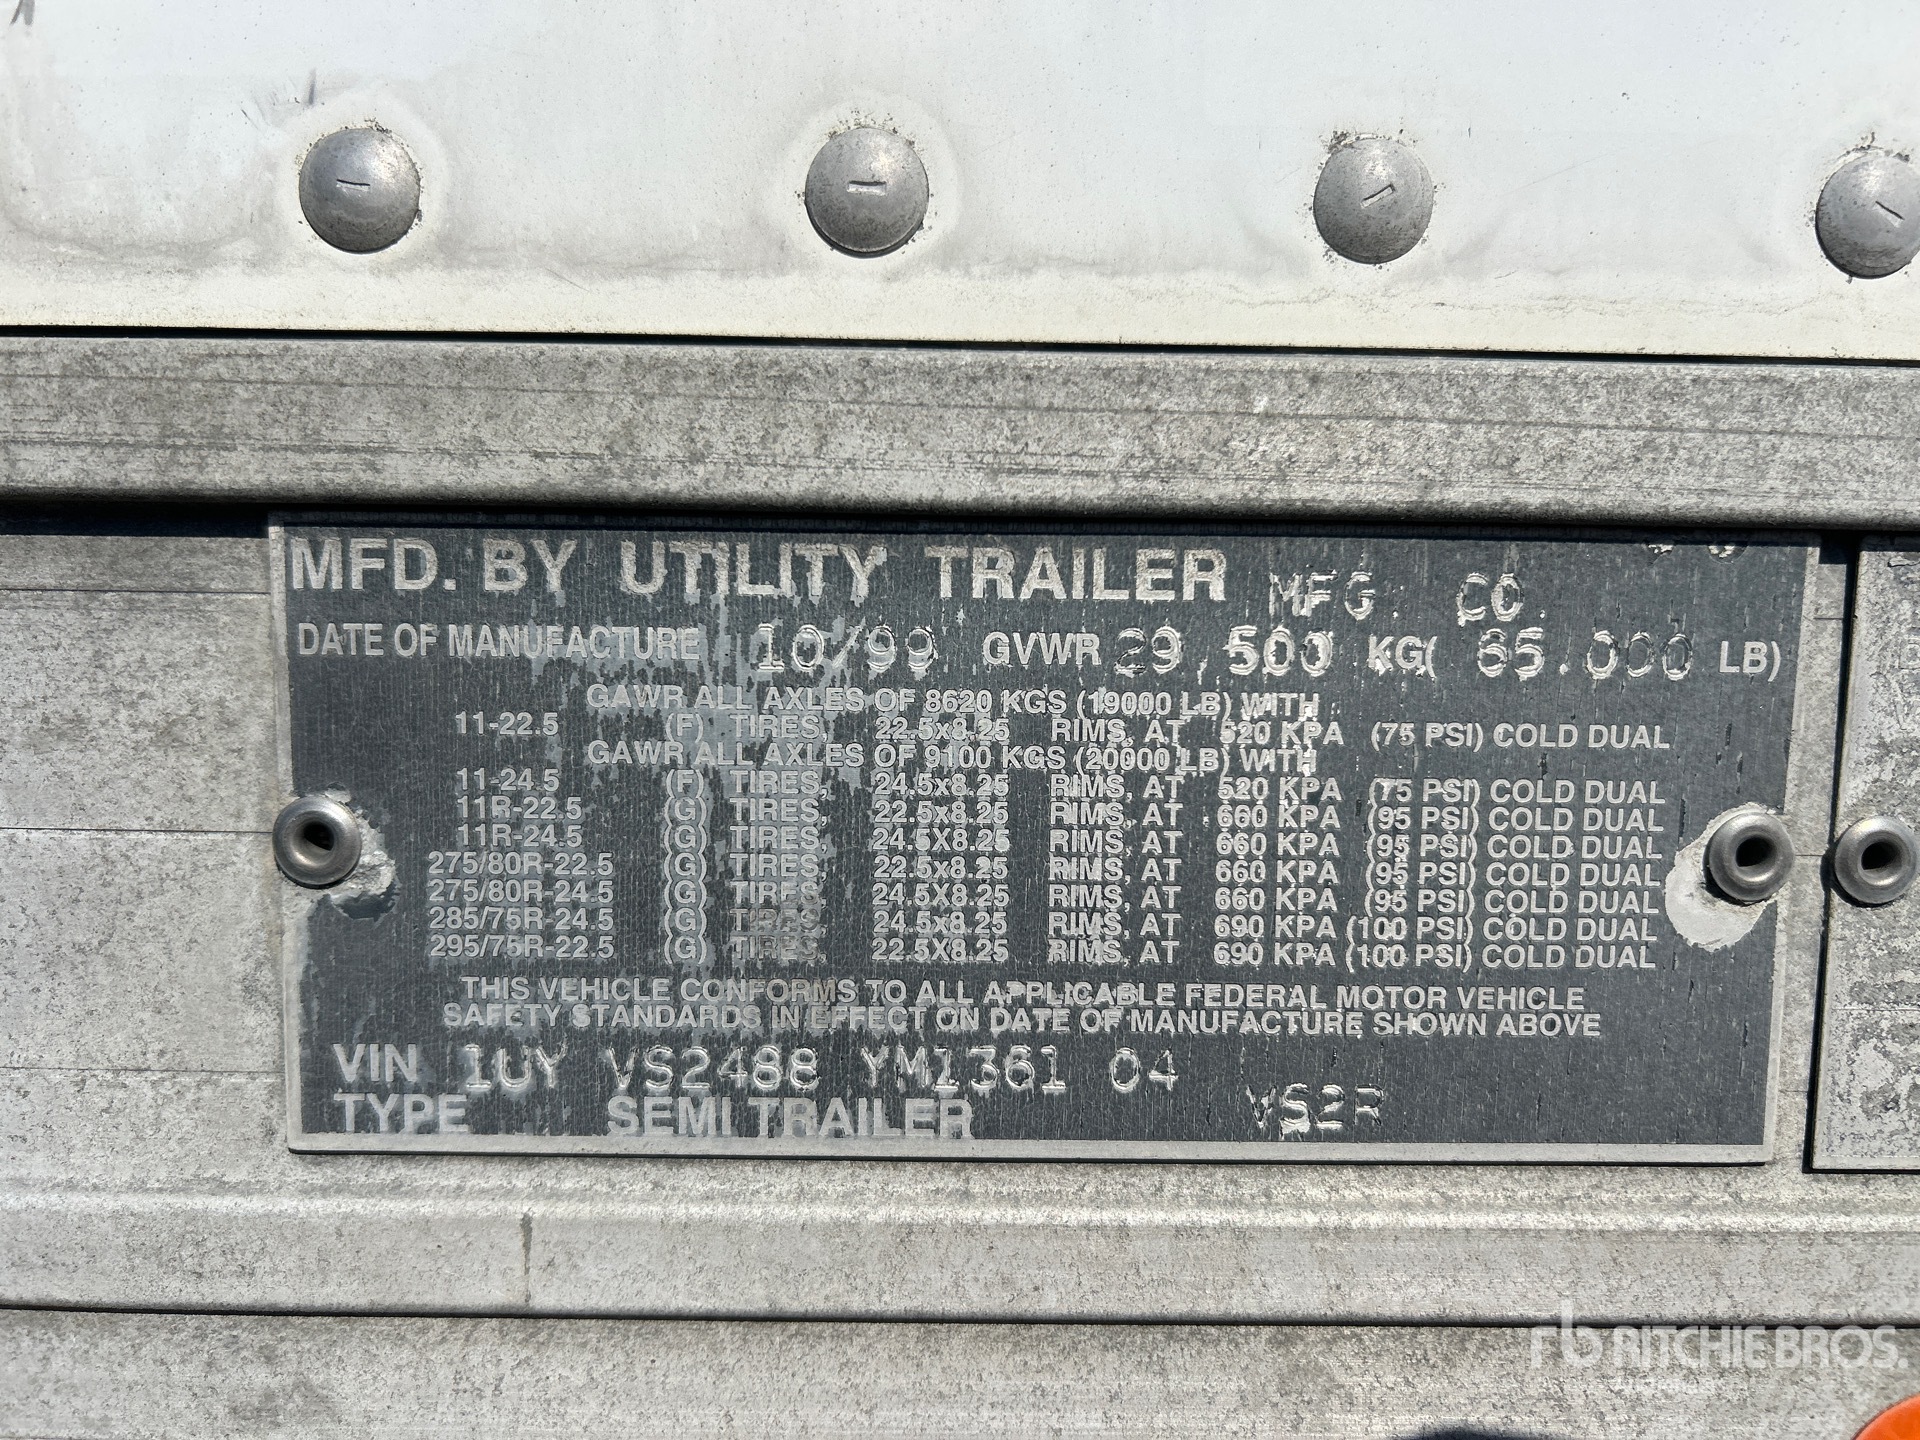 MFD. BY UTILITY TRAILER MFG. CO.
DATE OF MANUFACTURE 10/99 GVWR 29 500 KG( 65.000 LB)
GAWR ALL AXLES OF 8620 KGS (19000 LB) WITH
11-22.5 (F) TIRES, 22.5x8.25 RIMS, AT 520 KPA (75 PSI) COLD DUAL
GAWR ALL AXLES OF 9100 KGS (20000 LB) WITH
11-24.5 (F) TIRES, 24.5x8.25 RIMS, AT 520 KPA (75 PSI) COLD DUAL
11R-22.5 (G) TIRES, 22.5x8.25 RIMS, AT 660 KPA (95 PSI) COLD DUAL
11R-24.5 (G) TIRES, 24.5X8.25 RIMS, AT 660 KPA (95 PSI) COLD DUAL
275/80R-22.5 (G) TIRES, 22.5x8.25 RIMS, AT 660 KPA (95 PSI) COLD DUAL
275/80R-24.5 (G) TIRES, 24.5X8.25 RIMS, AT 660 KPA (95 PSI) COLD DUAL
285/75R-24.5 (G) TIRES, 24.5x8.25 RIMS, AT 690 KPA (100 PSI) COLD DUAL
295/75R-22.5 (G) TIRES, 22.5X8.25 RIMS, AT 690 KPA (100 PSI) COLD DUAL
THIS VEHICLE CONFORMS TO ALL APPLICABLE FEDERAL MOTOR VEHICLE
SAFETY STANDARDS IN EFFECT ON DATE OF MANUFACTURE SHOWN ABOVE
VIN 1UY VS2488 YM1361 04
TYPE SEMI TRAILER VS2R
rb RITCHIE BROS.